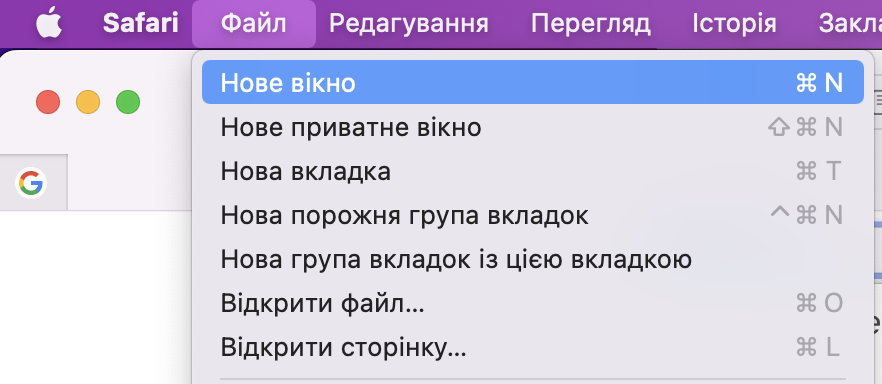 Safari Файл Редагування Перегляд Історія
Нове вікно ⌘ N
Нове приватне вікно ⇧ ⌘ N
Нова вкладка ⌘ T
Нова порожня група вкладок ^ ⌘ N
Нова група вкладок із цією вкладкою
Відкрити файл... ⌘ O
Відкрити сторінку... ⌘ L